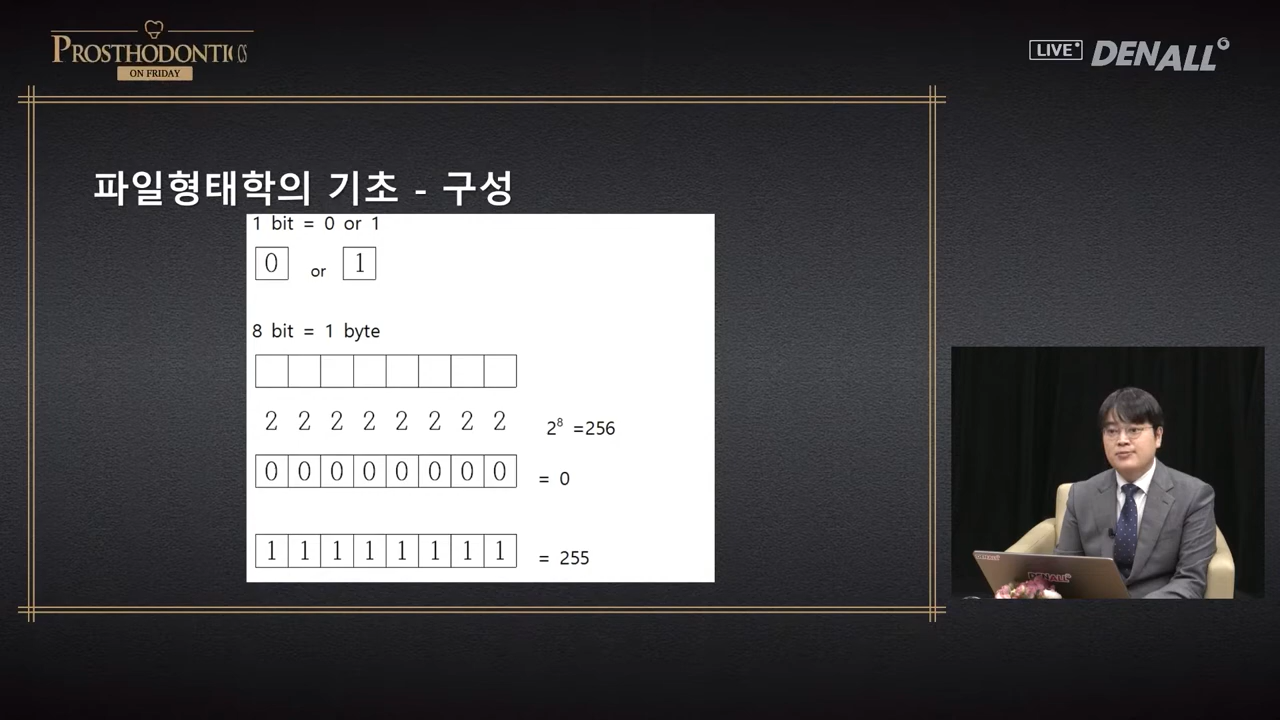 PROSTHODONTICS
ON FRIDAY
LIVE
DENALL
파일형태학의 기초 - 구성
1 bit = 0 or 1
0 or 1
8 bit = 1 byte
2 2 2 2 2 2 2 2 2⁸ =256
0 0 0 0 0 0 0 0 = 0
1 1 1 1 1 1 1 1 = 255
DENALL
DENALL